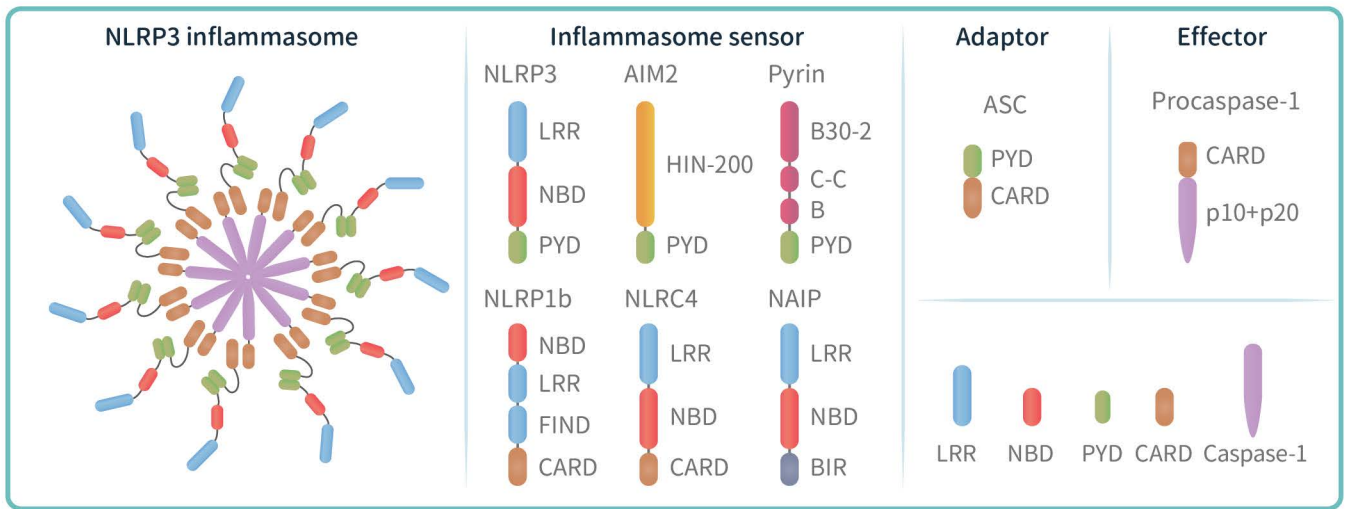 NLRP3 inflammasome
Inflammasome sensor
NLRP3
LRR
NBD
PYD
AIM2
HIN-200
PYD
Pyrin
B30-2
C-C
B
PYD
NLRP1b
NBD
LRR
FIND
CARD
NLRC4
LRR
NBD
CARD
NAIP
LRR
NBD
BIR
Adaptor
ASC
PYD
CARD
Effector
Procaspase-1
CARD
p10+p20
LRR NBD PYD CARD Caspase-1